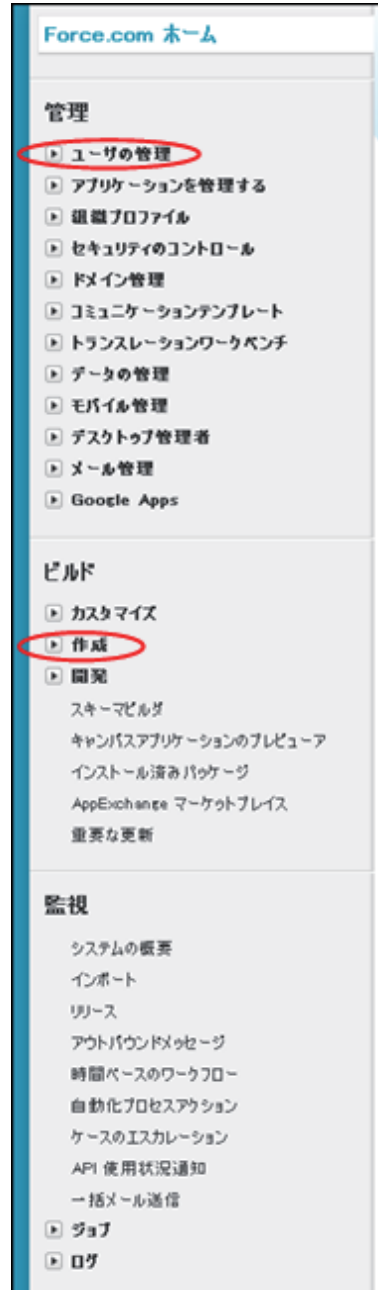 Force.com ホーム
管理
ユーザの管理
アプリケーションを管理する
組織プロファイル
セキュリティのコントロール
ドメイン管理
コミュニケーションテンプレート
トランスレーションワークベンチ
データの管理
モバイル管理
デスクトップ管理者
メール管理
Google Apps
ビルド
カスタマイズ
作成
開発
スキーマビルダ
キャンバスアプリケーションのプレビューア
インストール済みパッケージ
AppExchange マーケットプレイス
重要な更新
監視
システムの概要
インポート
リリース
アウトバウンドメッセージ
時間ベースのワークフロー
自動化プロセスアクション
ケースのエスカレーション
API 使用状況通知
一括メール送信
ジョブ
ログ